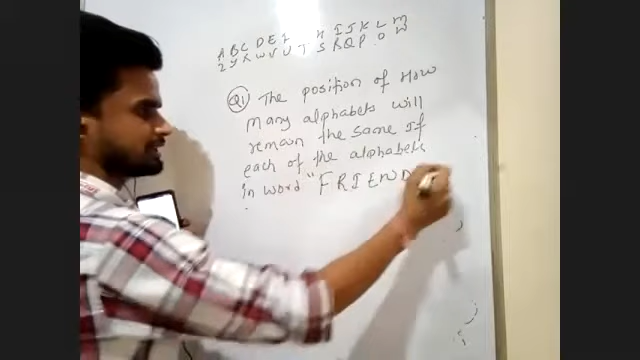 A B C D E F H I J K L M
Z Y X W V U T S R Q P O N
Q1 The position of How
many alphabets will
remain the same If
each of the alphabets
In word "FRIEND